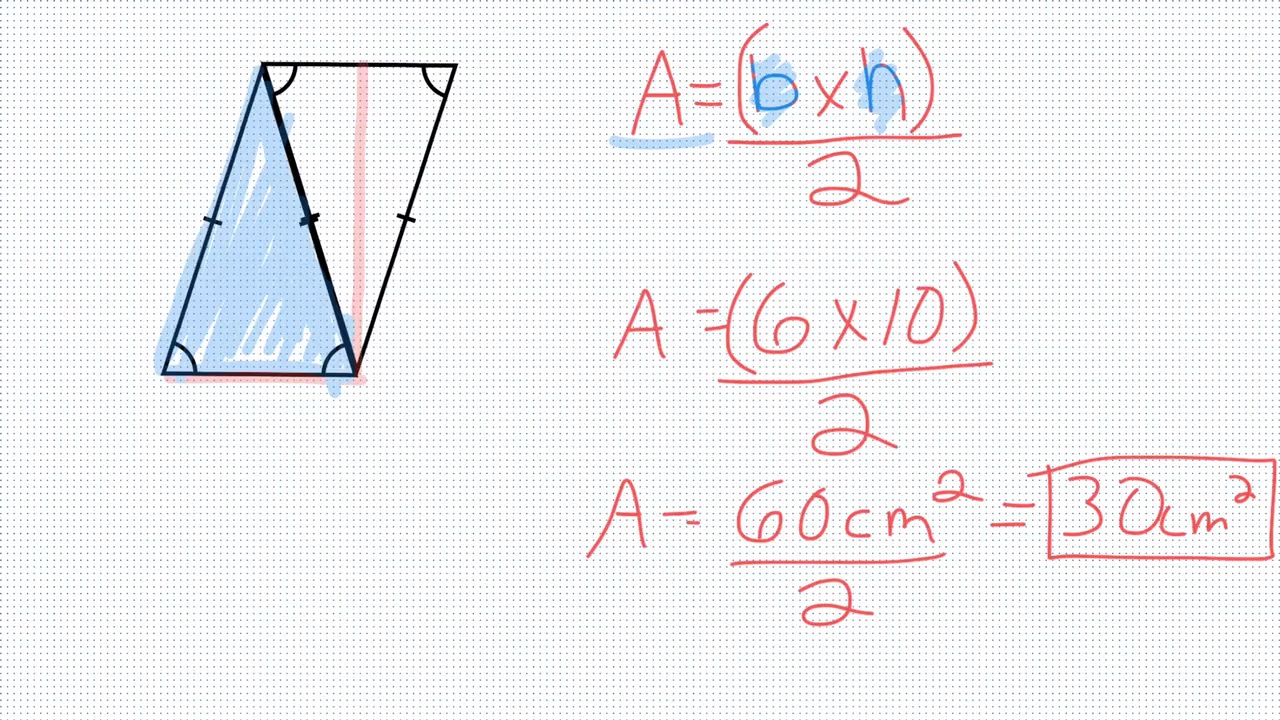 A = (b x h)
2
A = (6 x 10)
2
A = 60cm² = 30cm²
2